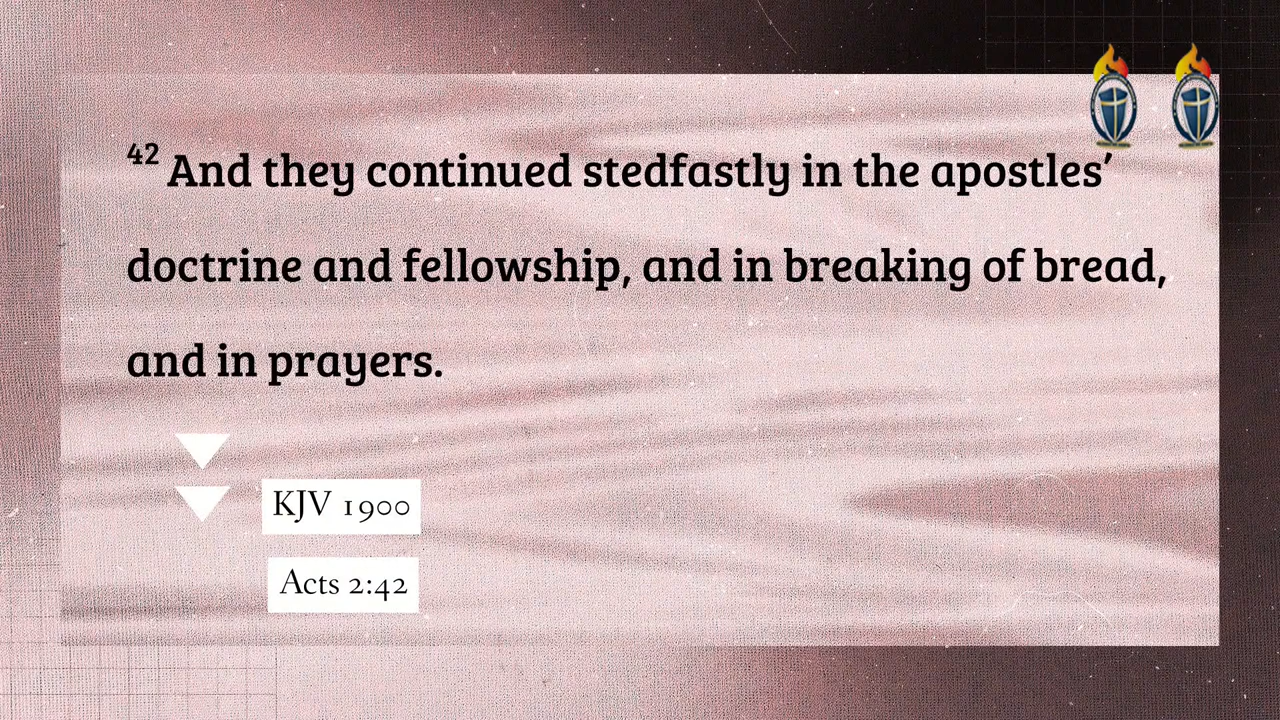 42 And they continued stedfastly in the apostles’
doctrine and fellowship, and in breaking of bread,
and in prayers.
KJV 1900
Acts 2:42